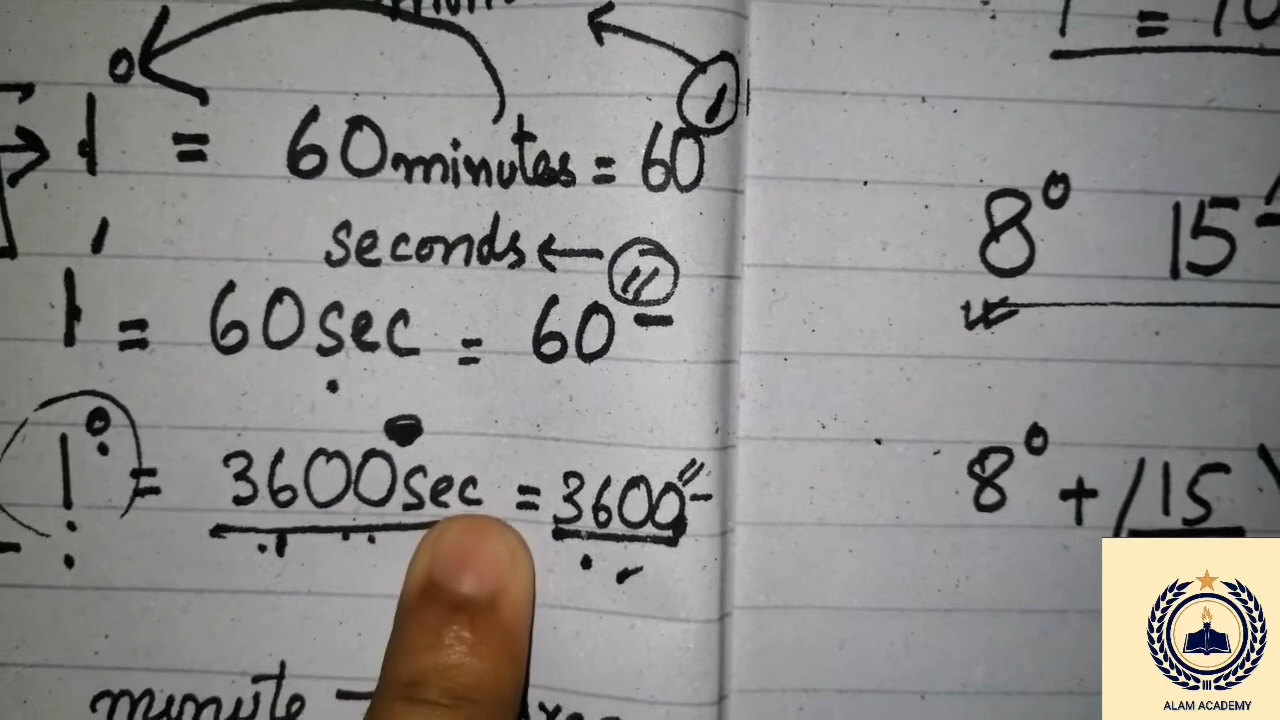 1° = 60 minutes = 60'
seconds ← "
1' = 60 sec = 60"
1° = 3600 sec = 3600"
minute
8° 15'
8° + (15
ALAM ACADEMY